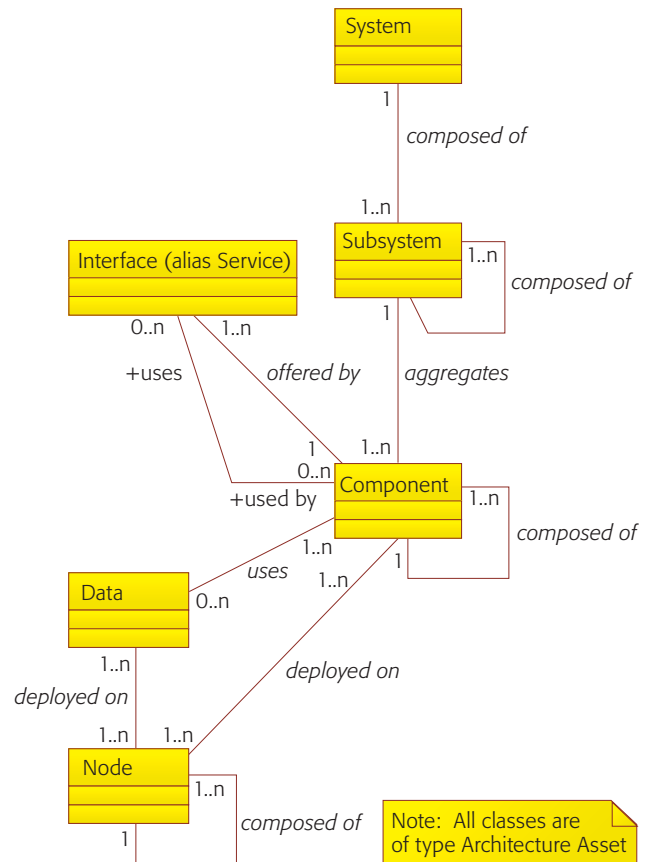 System
1
composed of
1..n
Subsystem
1..n
composed of
1
Interface (alias Service)
0..n
1..n
+uses
offered by
aggregates
1
1..n
0..n
Component
1..n
+used by
composed of
1..n
1
uses
1..n
Data
0..n
1..n
deployed on
deployed on
1..n
1..n
Node
1..n
composed of
1
Note: All classes are
of type Architecture Asset